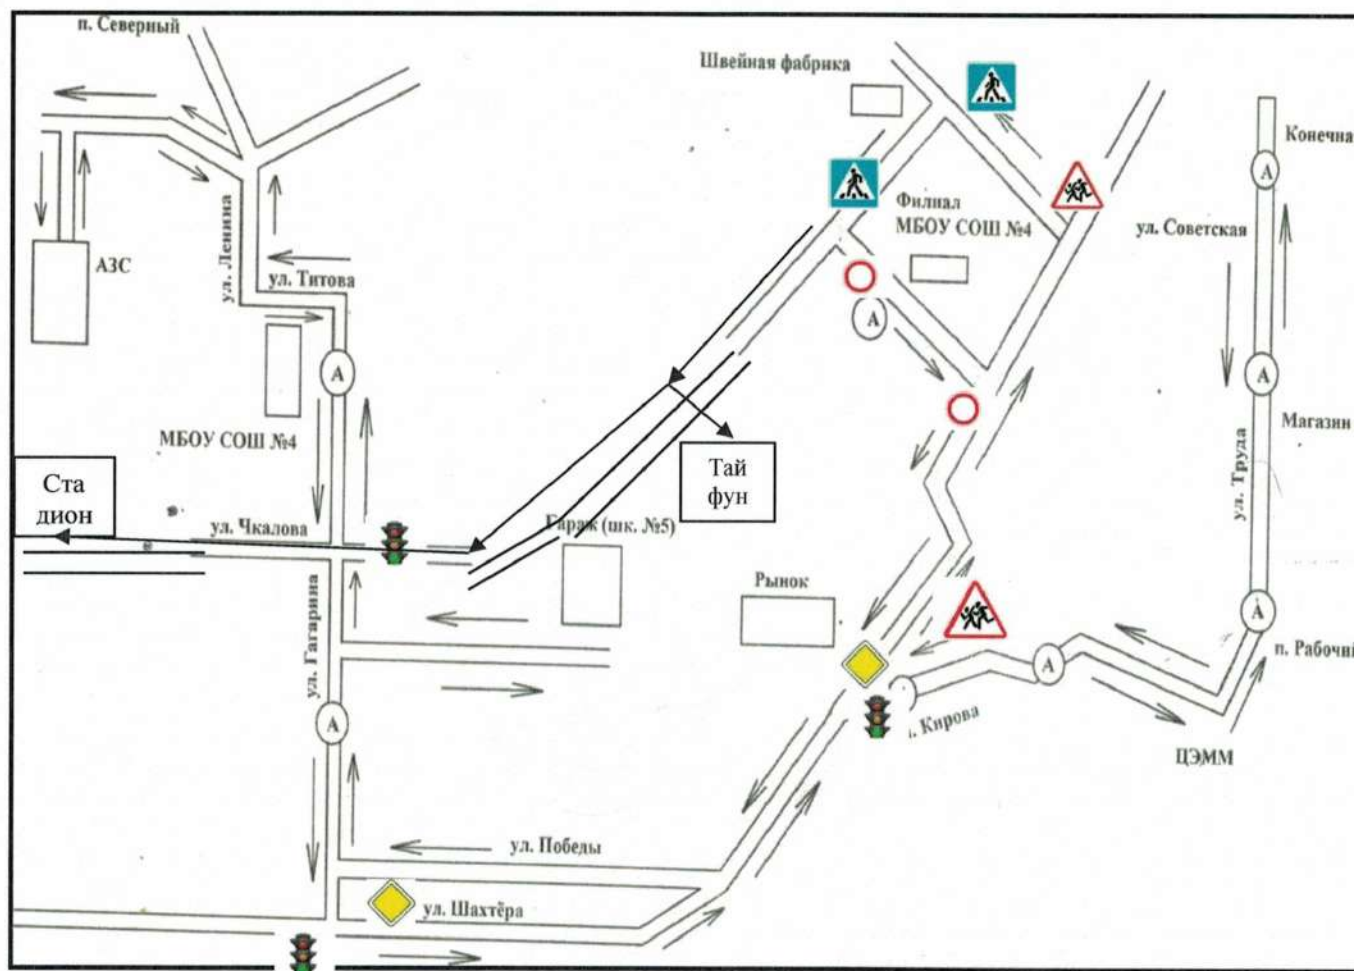 п. Северный
Швейная фабрика
Конечна
Филиал
МБОУ СОШ №4
ул. Советская
АЗС
ул. Ленина
ул. Титова
А
А
А
А
МБОУ СОШ №4
Магазин
Тай
фун
Ста
дион
ул. Труда
ул. Чкалова
Гараж (шк. №5)
Рынок
А
ул. Гагарина
п. Рабочий
А
А
. Кирова
ЦЭММ
ул. Победы
ул. Шахтёра